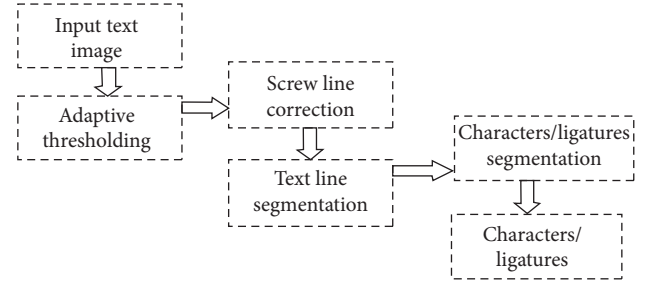 Input text
image
Adaptive
thresholding
Screw line
correction
Text line
segmentation
Characters/ligatures
segmentation
Characters/
ligatures